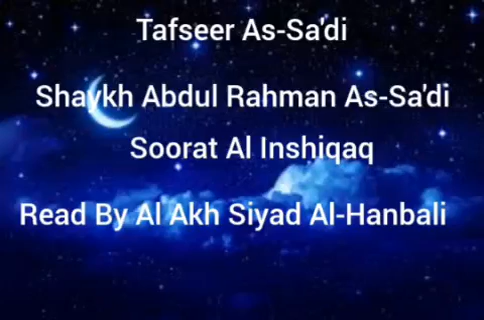 Tafseer As-Sa'di
Shaykh Abdul Rahman As-Sa'di
Soorat Al Inshiqaq
Read By Al Akh Siyad Al-Hanbali